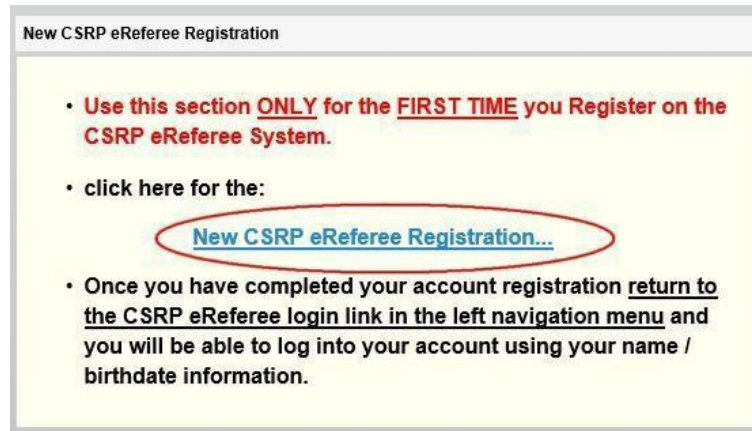 New CSRP eReferee Registration
• Use this section ONLY for the FIRST TIME you Register on the
CSRP eReferee System.
• click here for the:
New CSRP eReferee Registration...
• Once you have completed your account registration return to
the CSRP eReferee login link in the left navigation menu and
you will be able to log into your account using your name /
birthdate information.